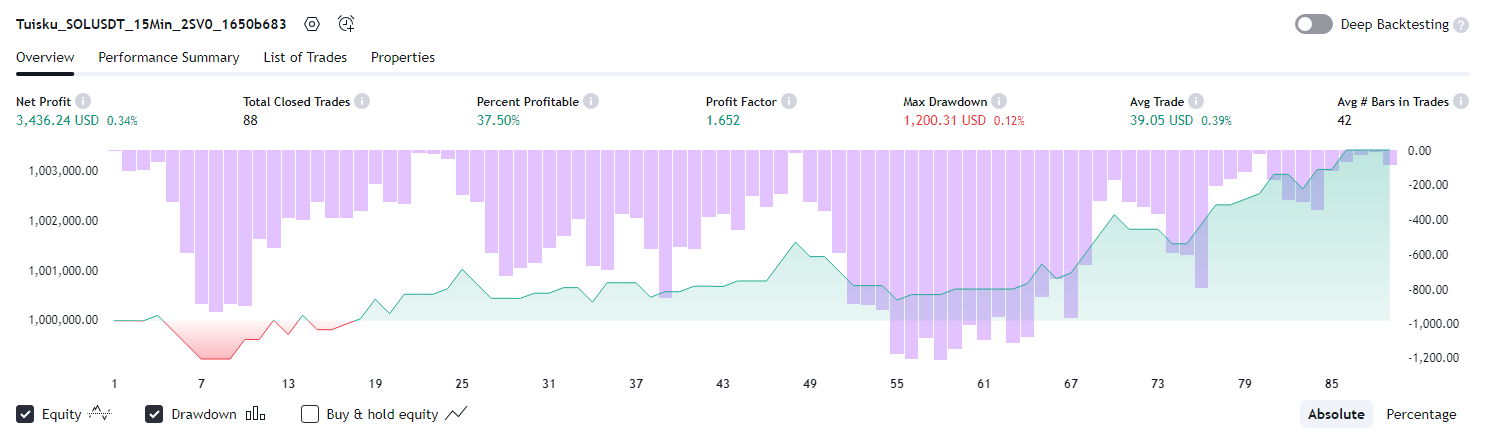 Tuisku_SOLUSDT_15Min_2SV0_1650b683 Deep Backtesting ?
Overview Performance Summary List of Trades Properties
Net Profit i Total Closed Trades i Percent Profitable i Profit Factor i Max Drawdown i Avg Trade i Avg # Bars in Trades i
3,436.24 USD 0.34% 88 37.50% 1.652 1,200.31 USD 0.12% 39.05 USD 0.39% 42
1,003,000.00
1,002,000.00
1,001,000.00
1,000,000.00
0.00
-200.00
-400.00
-600.00
-800.00
-1,000.00
-1,200.00
1 7 13 19 25 31 37 43 49 55 61 67 73 79 85
Equity Drawdown Buy & hold equity Absolute Percentage